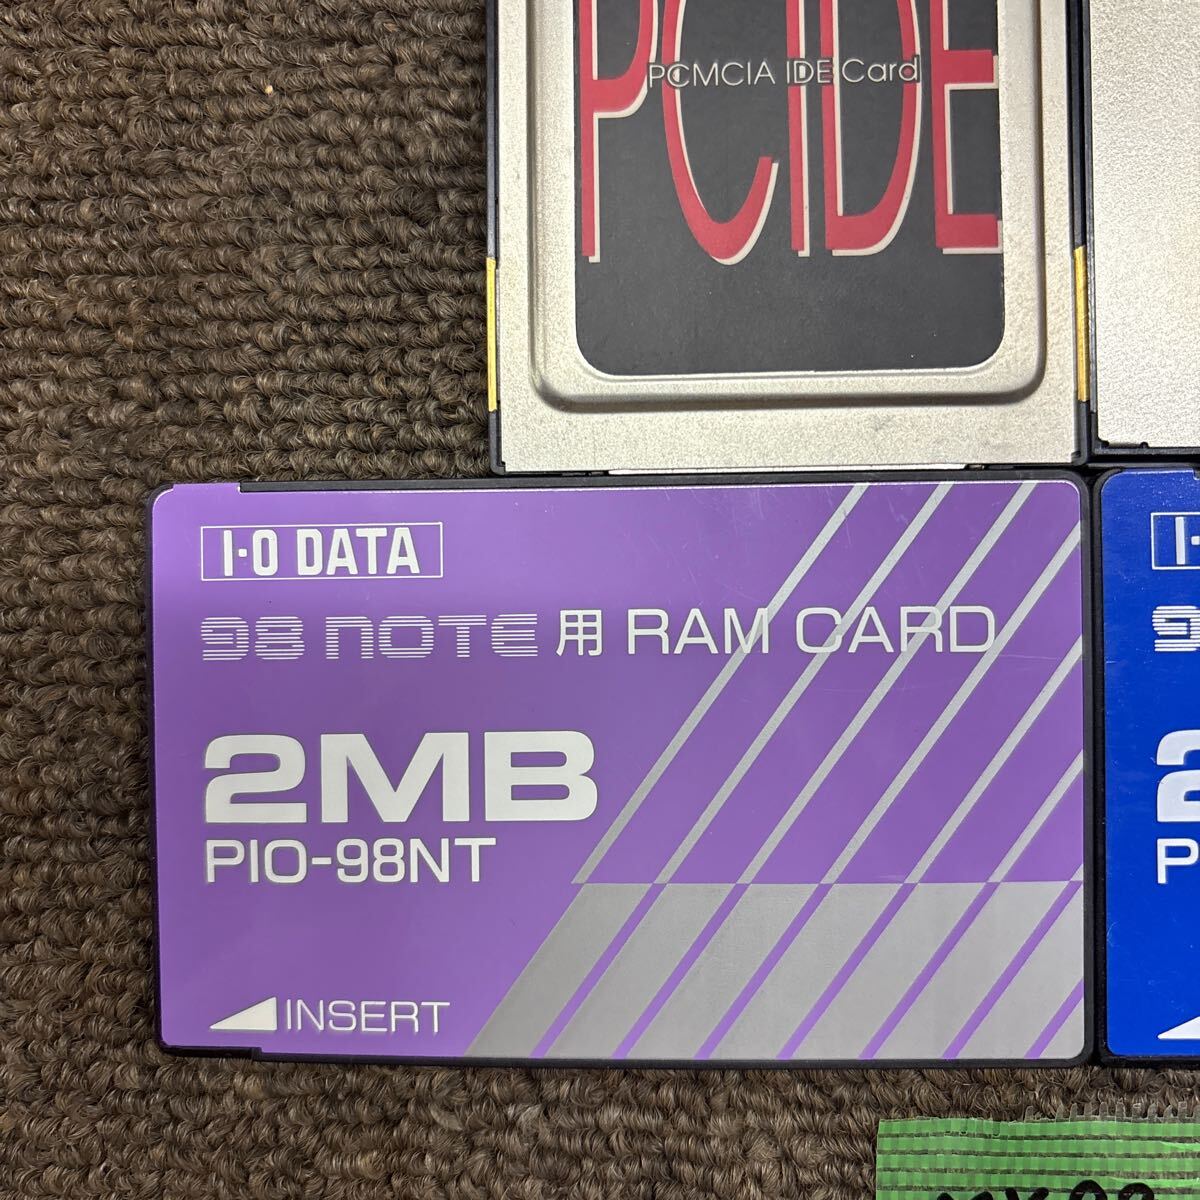 PCIDE
PCMCIA IDE Card
I·O DATA
98 NOTE 用 RAM CARD
2MB
PIO-98NT
INSERT